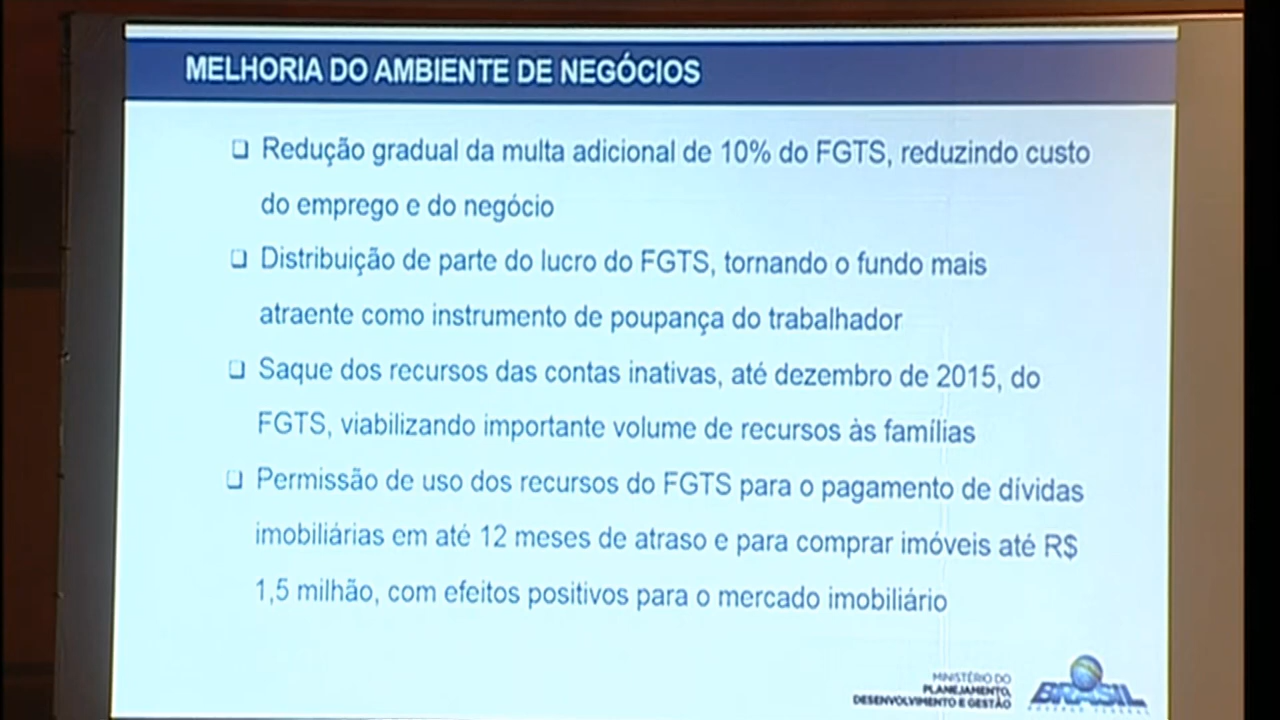 MELHORIA DO AMBIENTE DE NEGÓCIOS
❑ Redução gradual da multa adicional de 10% do FGTS, reduzindo custo
do emprego e do negócio
❑ Distribuição de parte do lucro do FGTS, tornando o fundo mais
atraente como instrumento de poupança do trabalhador
❑ Saque dos recursos das contas inativas, até dezembro de 2015, do
FGTS, viabilizando importante volume de recursos às famílias
❑ Permissão de uso dos recursos do FGTS para o pagamento de dívidas
imobiliárias em até 12 meses de atraso e para comprar imóveis até R$
1,5 milhão, com efeitos positivos para o mercado imobiliário
MINISTÉRIO DO
PLANEJAMENTO,
DESENVOLVIMENTO E GESTÃO
BRASIL
GOVERNO FEDERAL